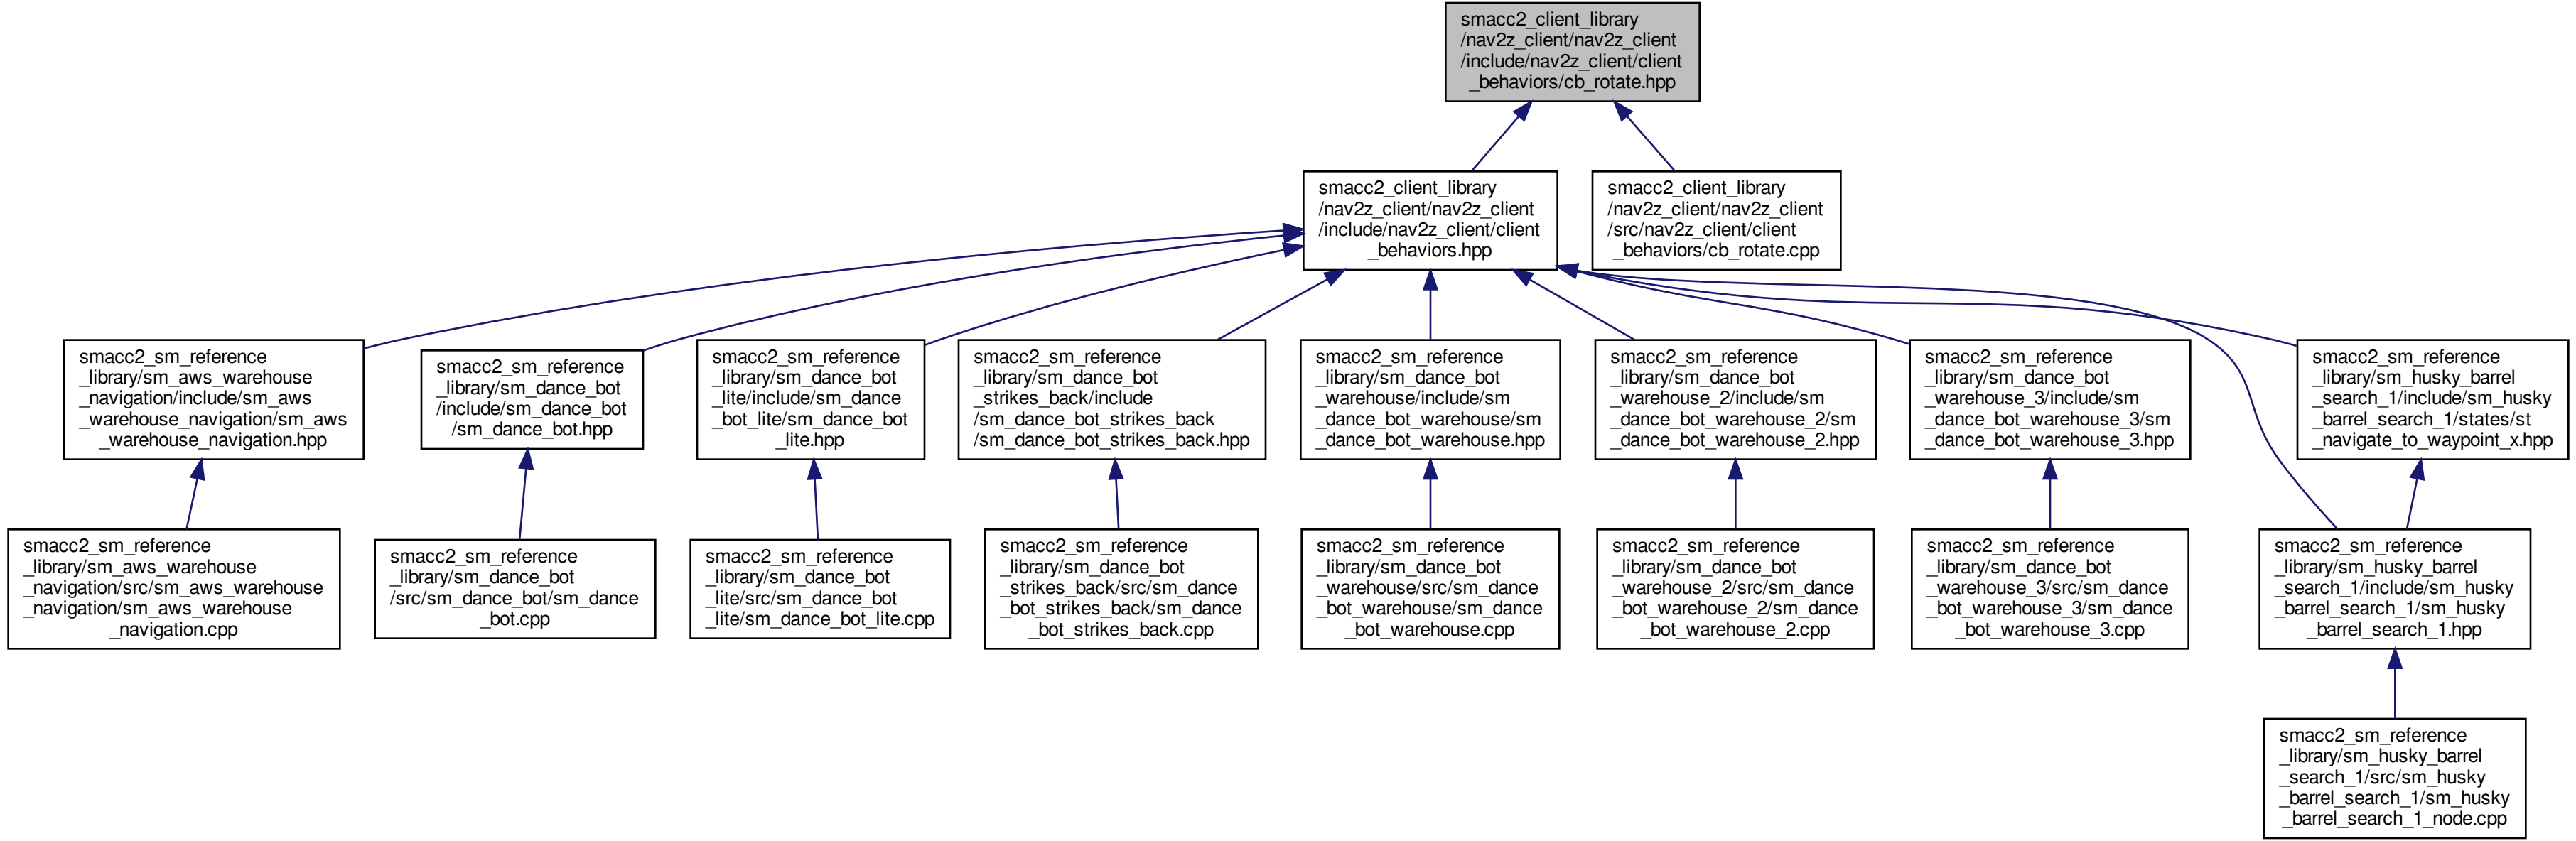 smacc2_client_library
/nav2z_client/nav2z_client
/include/nav2z_client/client
_behaviors/cb_rotate.hpp
smacc2_client_library
/nav2z_client/nav2z_client
/include/nav2z_client/client
_behaviors.hpp
smacc2_client_library
/nav2z_client/nav2z_client
/src/nav2z_client/client
_behaviors/cb_rotate.cpp
smacc2_sm_reference
_library/sm_aws_warehouse
_navigation/include/sm_aws
_warehouse_navigation/sm_aws
_warehouse_navigation.hpp
smacc2_sm_reference
_library/sm_dance_bot
/include/sm_dance_bot
/sm_dance_bot.hpp
smacc2_sm_reference
_library/sm_dance_bot
_lite/include/sm_dance
_bot_lite/sm_dance_bot
_lite.hpp
smacc2_sm_reference
_library/sm_dance_bot
_strikes_back/include
/sm_dance_bot_strikes_back
/sm_dance_bot_strikes_back.hpp
smacc2_sm_reference
_library/sm_dance_bot
_warehouse/include/sm
_dance_bot_warehouse/sm
_dance_bot_warehouse.hpp
smacc2_sm_reference
_library/sm_dance_bot
_warehouse_2/include/sm
_dance_bot_warehouse_2/sm
_dance_bot_warehouse_2.hpp
smacc2_sm_reference
_library/sm_dance_bot
_warehouse_3/include/sm
_dance_bot_warehouse_3/sm
_dance_bot_warehouse_3.hpp
smacc2_sm_reference
_library/sm_husky_barrel
_search_1/include/sm_husky
_barrel_search_1/states/st
_navigate_to_waypoint_x.hpp
smacc2_sm_reference
_library/sm_aws_warehouse
_navigation/src/sm_aws_warehouse
_navigation/sm_aws_warehouse
_navigation.cpp
smacc2_sm_reference
_library/sm_dance_bot
/src/sm_dance_bot/sm_dance
_bot.cpp
smacc2_sm_reference
_library/sm_dance_bot
_lite/src/sm_dance_bot
_lite/sm_dance_bot_lite.cpp
smacc2_sm_reference
_library/sm_dance_bot
_strikes_back/src/sm_dance
_bot_strikes_back/sm_dance
_bot_strikes_back.cpp
smacc2_sm_reference
_library/sm_dance_bot
_warehouse/src/sm_dance
_bot_warehouse/sm_dance
_bot_warehouse.cpp
smacc2_sm_reference
_library/sm_dance_bot
_warehouse_2/src/sm_dance
_bot_warehouse_2/sm_dance
_bot_warehouse_2.cpp
smacc2_sm_reference
_library/sm_dance_bot
_warehouse_3/src/sm_dance
_bot_warehouse_3/sm_dance
_bot_warehouse_3.cpp
smacc2_sm_reference
_library/sm_husky_barrel
_search_1/include/sm_husky
_barrel_search_1/sm_husky
_barrel_search_1.hpp
smacc2_sm_reference
_library/sm_husky_barrel
_search_1/src/sm_husky
_barrel_search_1/sm_husky
_barrel_search_1_node.cpp